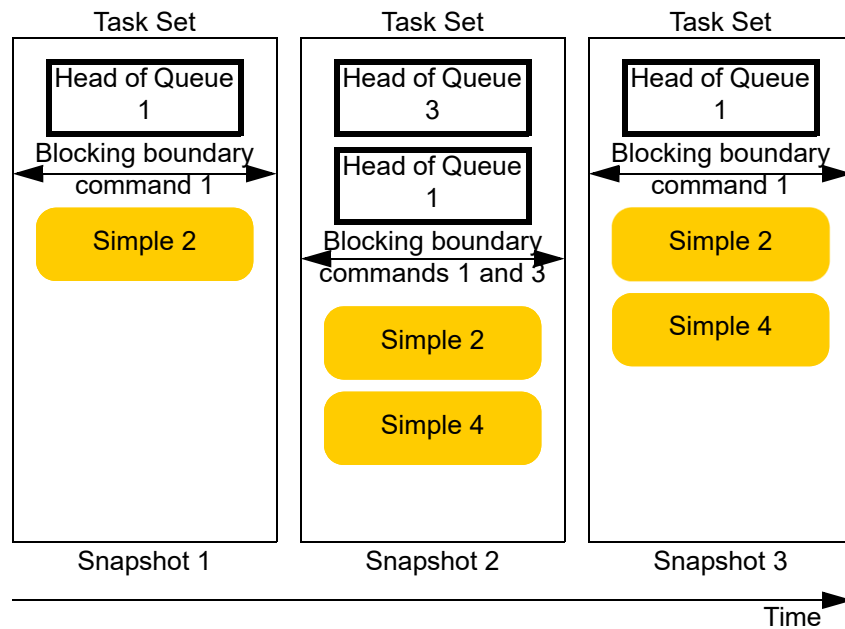 Task Set
Head of Queue
1
Blocking boundary
command 1
Simple 2
Snapshot 1
Task Set
Head of Queue
3
Head of Queue
1
Blocking boundary
commands 1 and 3
Simple 2
Simple 4
Snapshot 2
Task Set
Head of Queue
1
Blocking boundary
command 1
Simple 2
Simple 4
Snapshot 3
Time